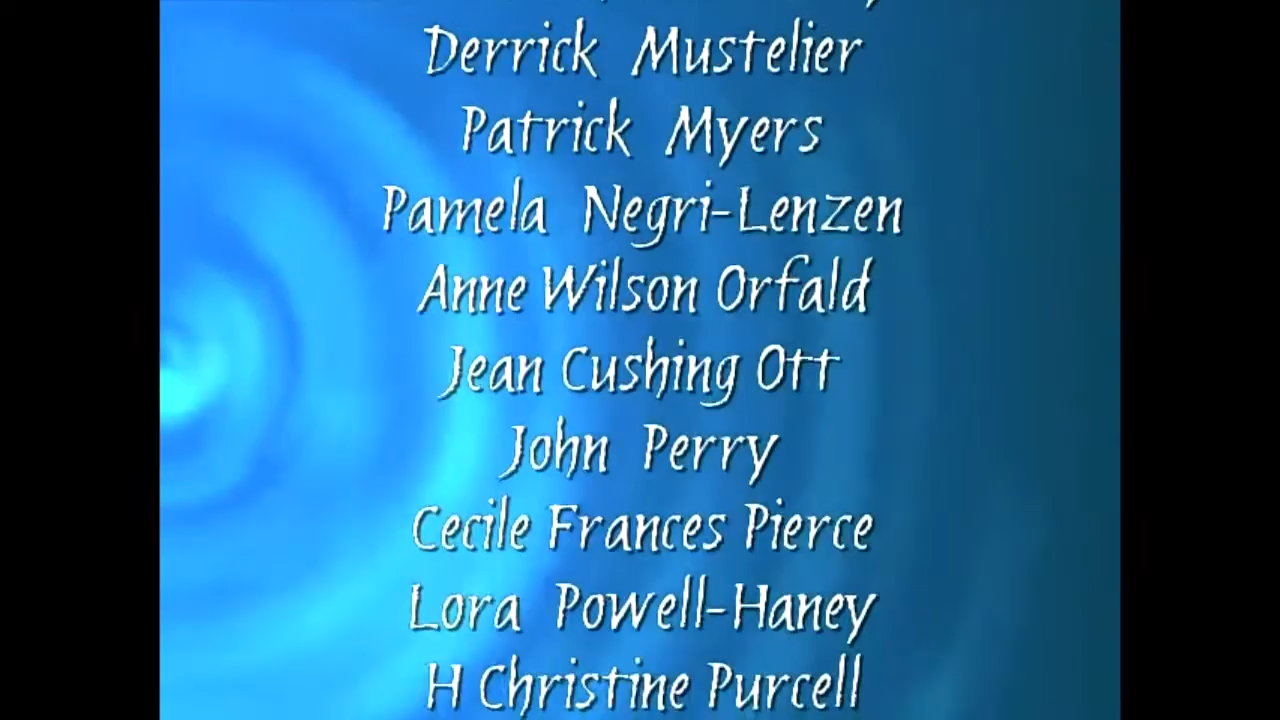 Derrick Mustelier
Patrick Myers
Pamela Negri-Lenzen
Anne Wilson Orfald
Jean Cushing Ott
John Perry
Cecile Frances Pierce
Lora Powell-Haney
H Christine Purcell